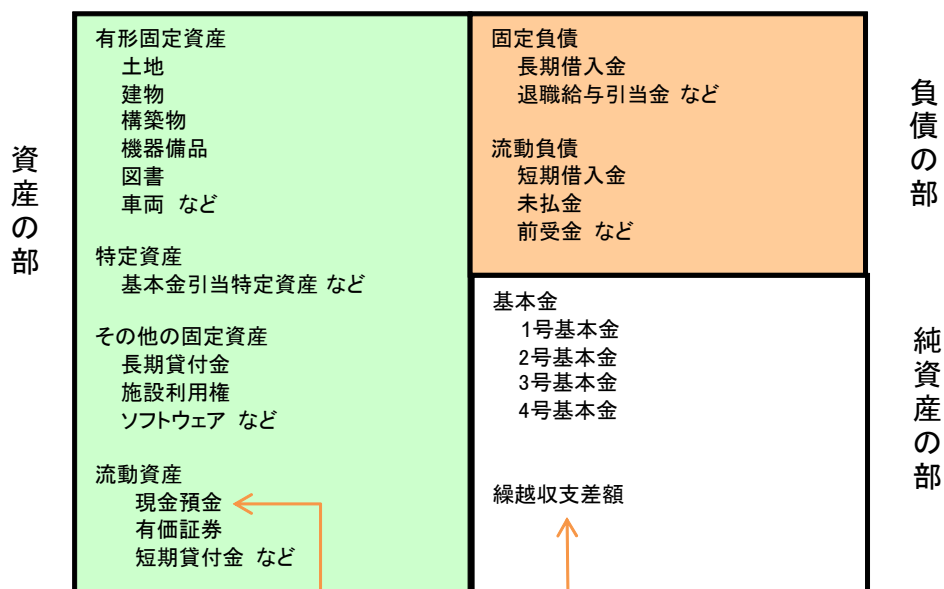 資産の部
有形固定資産
土地
建物
構築物
機器備品
図書
車両 など
特定資産
基本金引当特定資産 など
その他の固定資産
長期貸付金
施設利用権
ソフトウェア など
流動資産
現金預金
有価証券
短期貸付金 など
固定負債
長期借入金
退職給与引当金 など
流動負債
短期借入金
未払金
前受金 など
負債の部
基本金
1号基本金
2号基本金
3号基本金
4号基本金
繰越収支差額
純資産の部